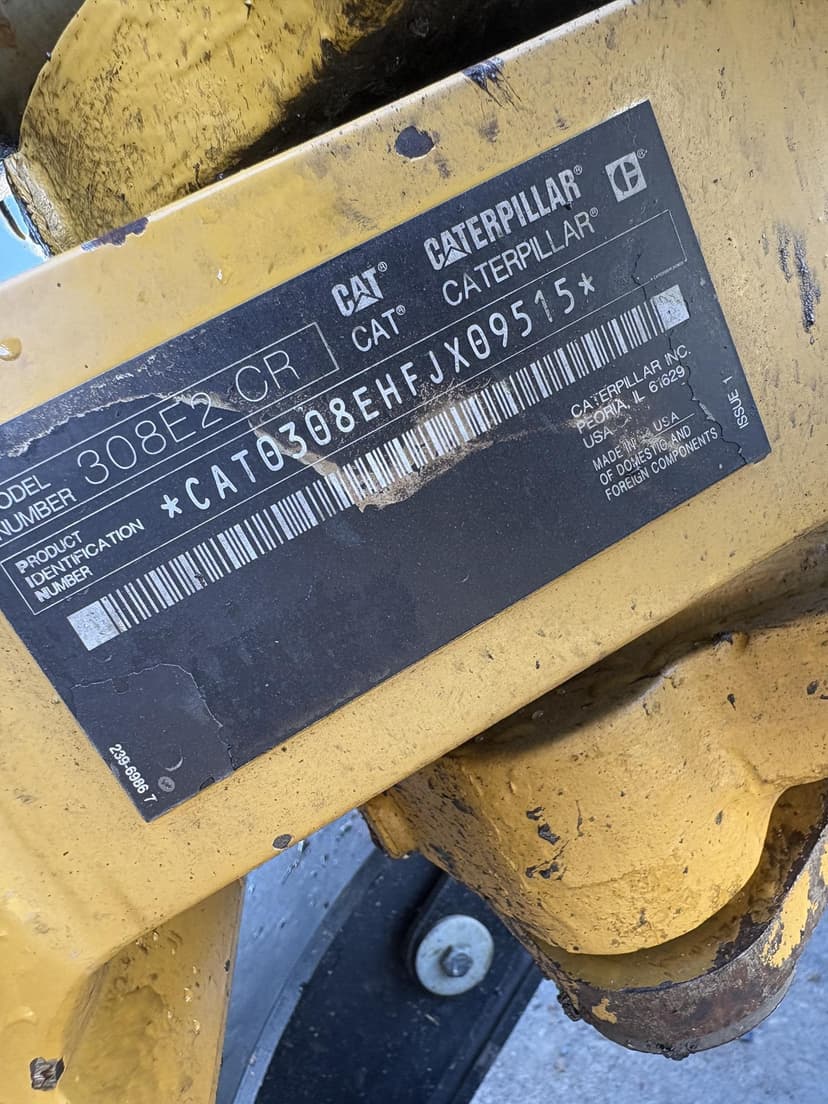 CAT®
CATERPILLAR®
CAT®
CATERPILLAR®
MODEL NUMBER 308E2 CR
PRODUCT IDENTIFICATION NUMBER *CAT0308EHFJX09515*
CATERPILLAR INC.
PEORIA, IL 61629
USA
MADE IN USA
OF DOMESTIC AND
FOREIGN COMPONENTS
ISSUE 1
239-6986 7